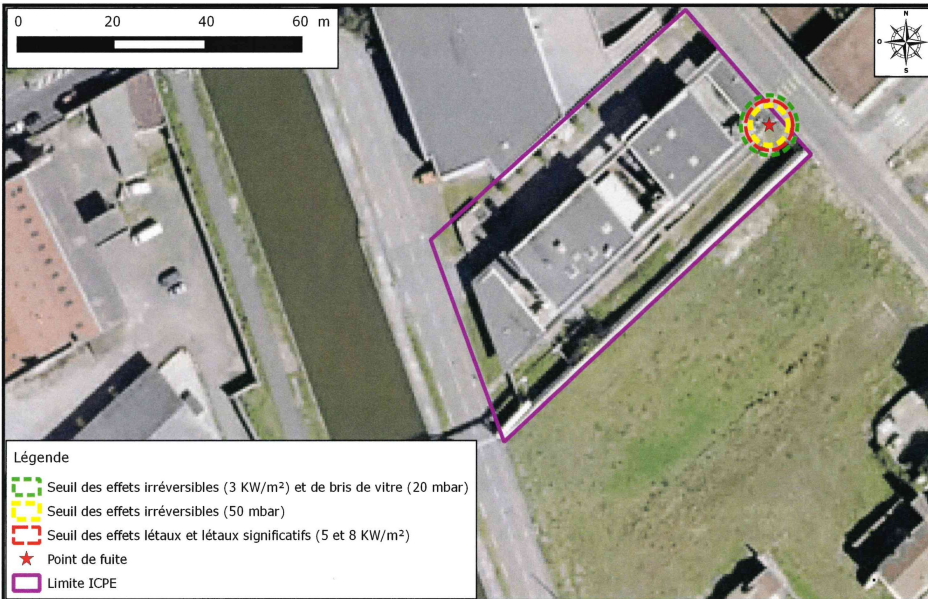 0 20 40 60 m
N
O
S
Légende
Seuil des effets irréversibles (3 KW/m²) et de bris de vitre (20 mbar)
Seuil des effets irréversibles (50 mbar)
Seuil des effets létaux et létaux significatifs (5 et 8 KW/m²)
Point de fuite
Limite ICPE